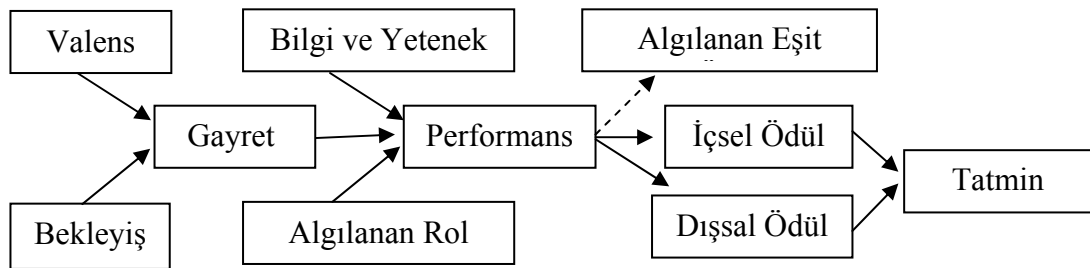 Valens
Bilgi ve Yetenek
Algılanan Eşit
Gayret
Performans
İçsel Ödül
Tatmin
Bekleyiş
Algılanan Rol
Dışsal Ödül